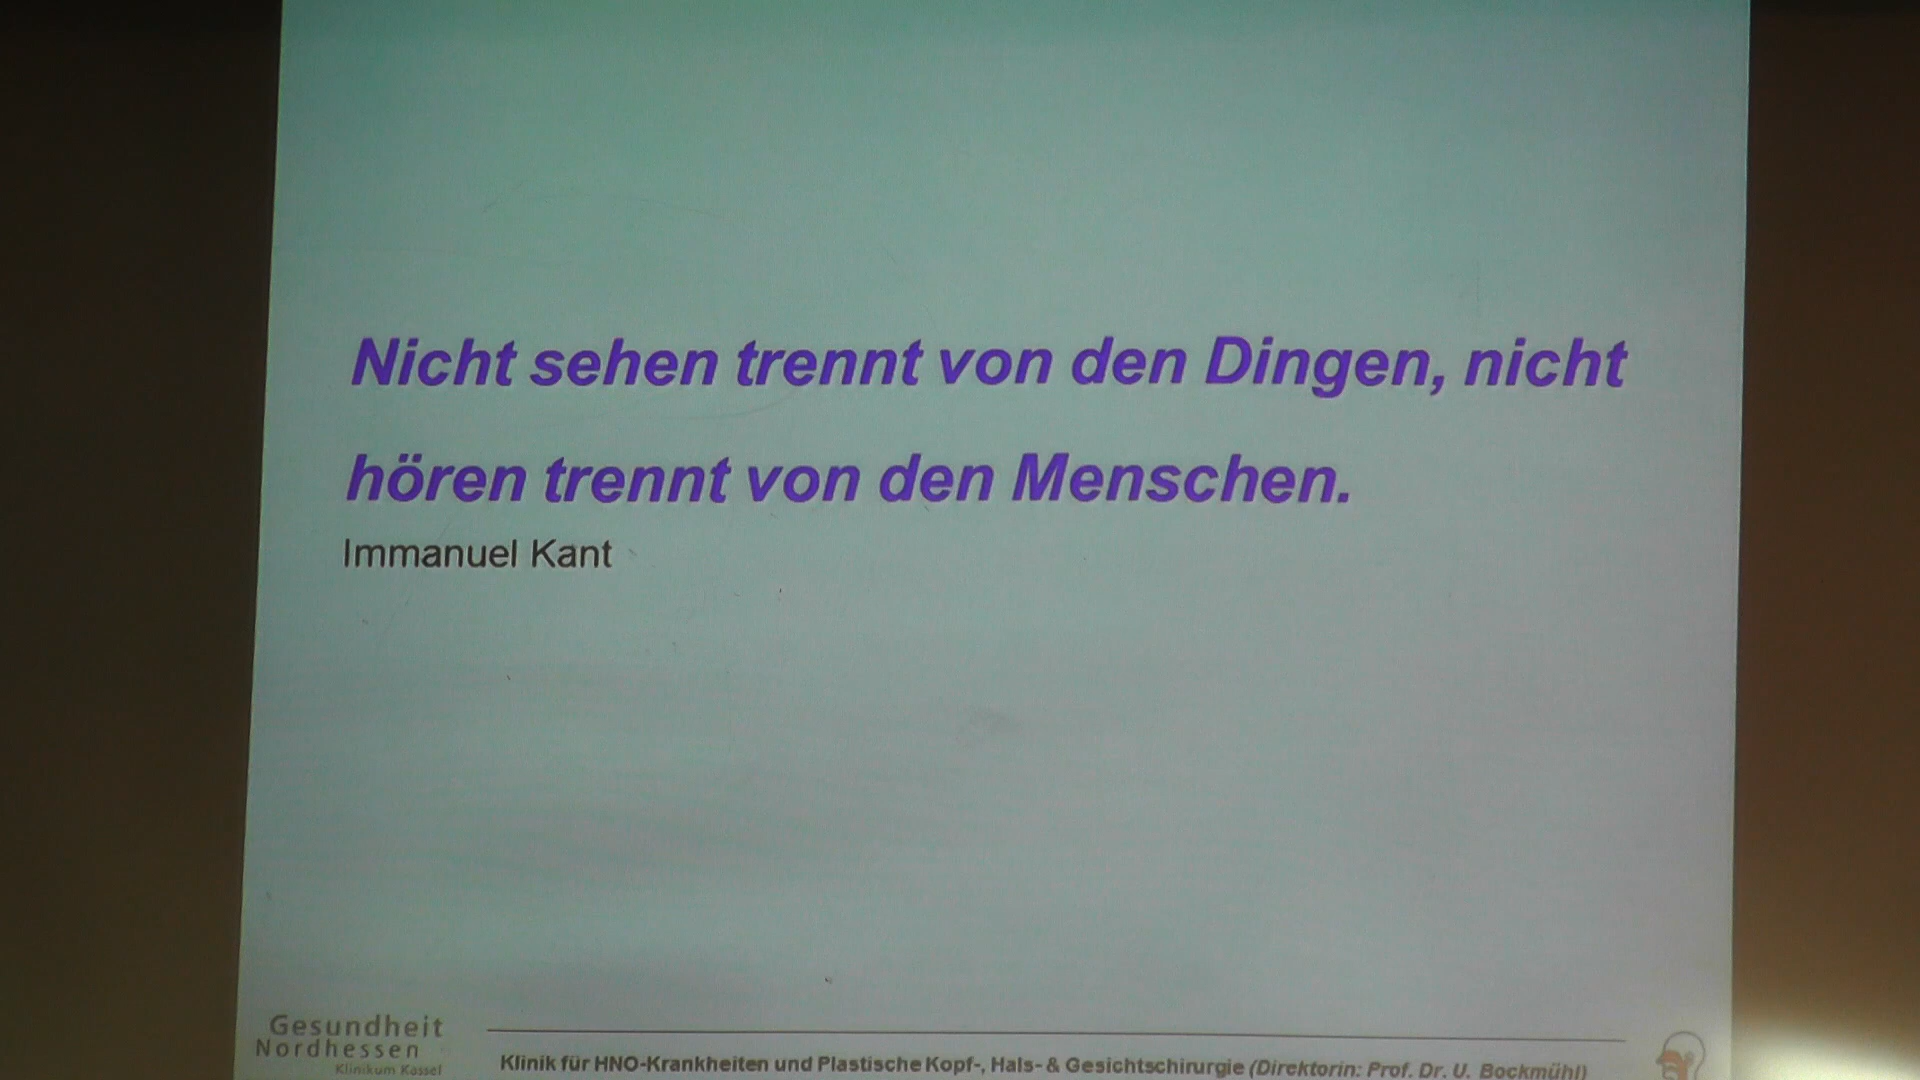 Nicht sehen trennt von den Dingen, nicht
hören trennt von den Menschen.
Immanuel Kant
Gesundheit
Nordhessen
Klinikum Kassel
Klinik für HNO-Krankheiten und Plastische Kopf-, Hals- & Gesichtschirurgie (Direktorin: Prof. Dr. U. Bockmühl)